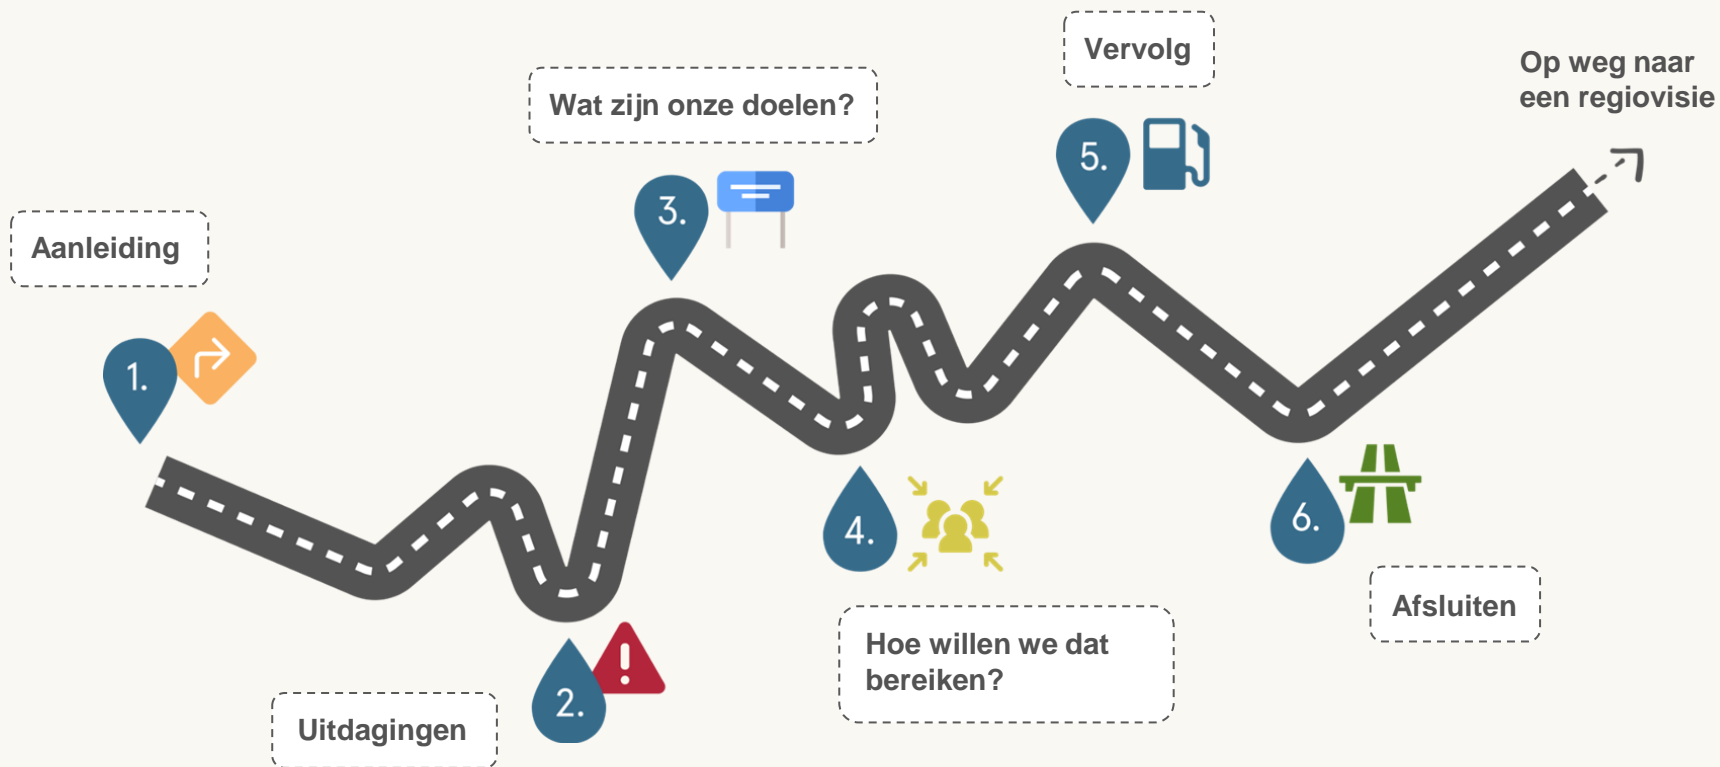 Aanleiding
1.
Uitdagingen
2.
Wat zijn onze doelen?
3.
4.
Hoe willen we dat
bereiken?
Vervolg
5.
6.
Afsluiten
Op weg naar
een regiovisie